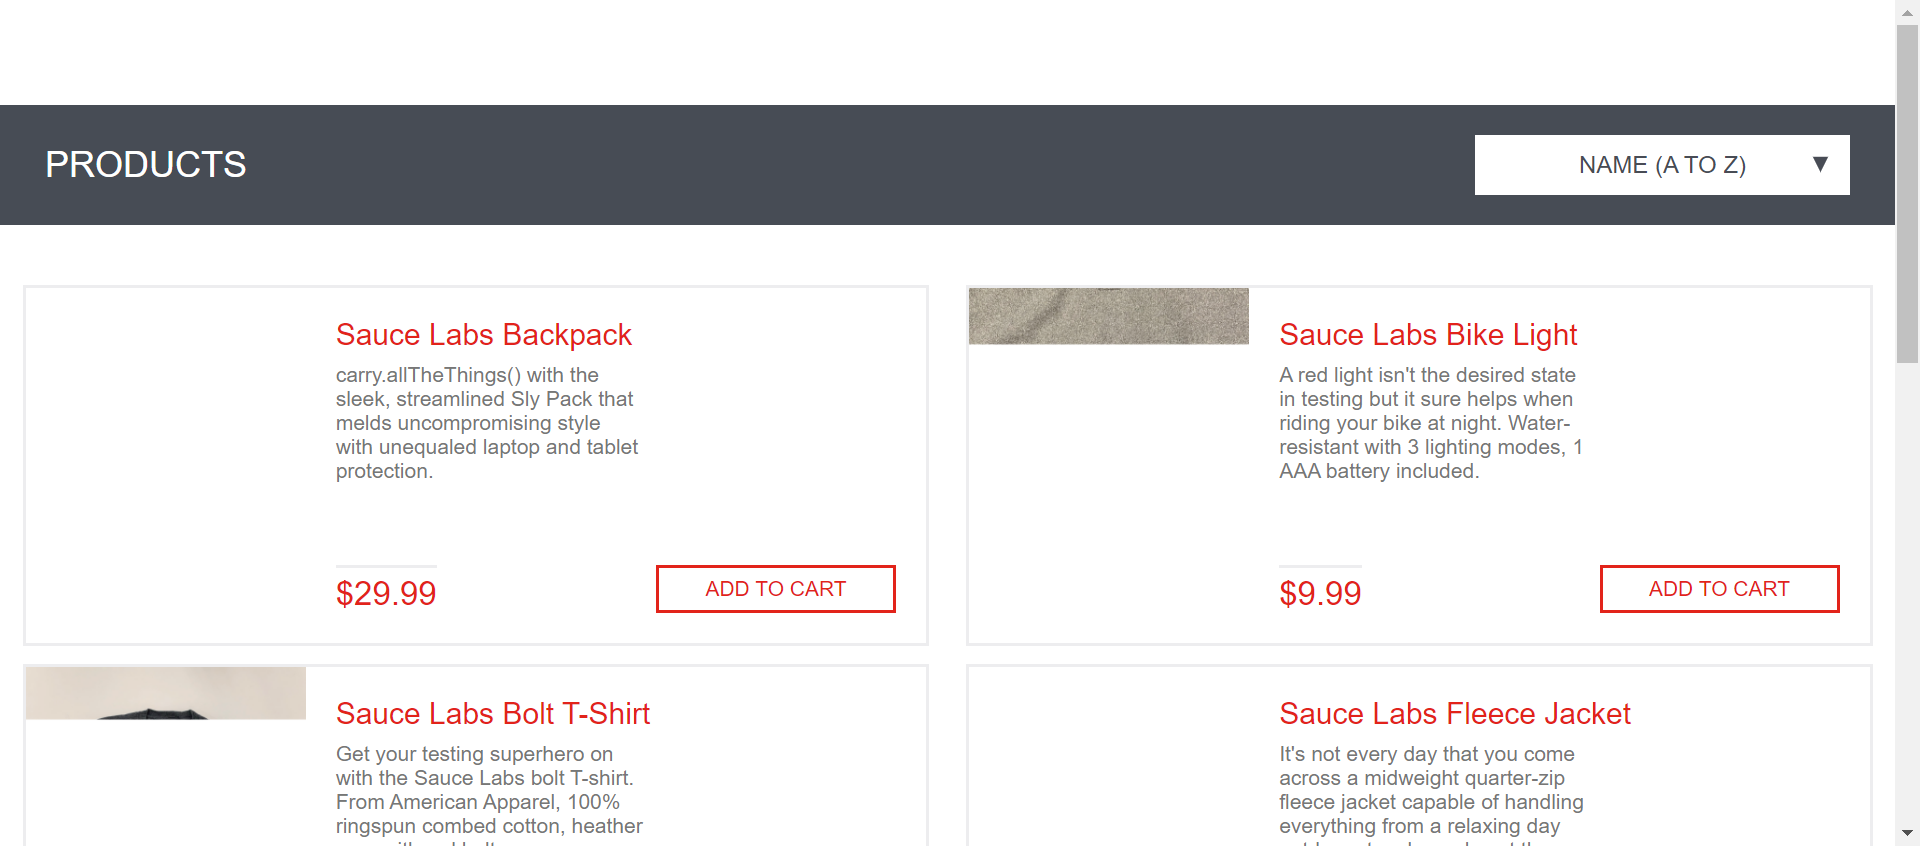 PRODUCTS
NAME (A TO Z)
Sauce Labs Backpack
carry.allTheThings() with the
sleek, streamlined Sly Pack that
melds uncompromising style
with unequaled laptop and tablet
protection.
$29.99
ADD TO CART
Sauce Labs Bike Light
A red light isn't the desired state
in testing but it sure helps when
riding your bike at night. Water-
resistant with 3 lighting modes, 1
AAA battery included.
$9.99
ADD TO CART
Sauce Labs Bolt T-Shirt
Get your testing superhero on
with the Sauce Labs bolt T-shirt.
From American Apparel, 100%
ringspun combed cotton, heather
Sauce Labs Fleece Jacket
It's not every day that you come
across a midweight quarter-zip
fleece jacket capable of handling
everything from a relaxing day